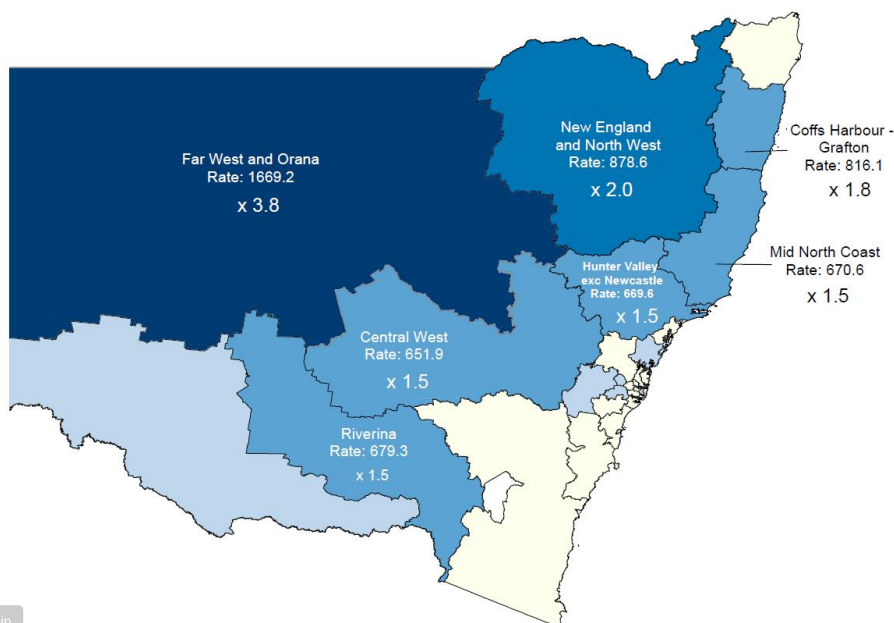 New England
and North West
Rate: 878.6
x 2.0
Coffs Harbour -
Grafton
Rate: 816.1
x 1.8
Far West and Orana
Rate: 1669.2
x 3.8
Mid North Coast
Rate: 670.6
x 1.5
Hunter Valley
exc Newcastle
Rate: 669.6
x 1.5
Central West
Rate: 651.9
x 1.5
Riverina
Rate: 679.3
x 1.5
in